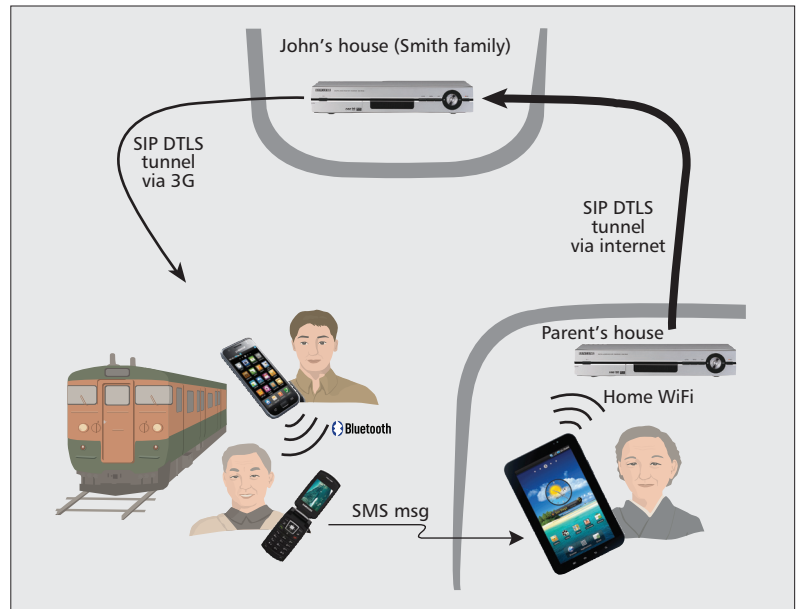 John's house (Smith family)
SIP DTLS
tunnel
via 3G
SIP DTLS
tunnel
via internet
Parent's house
Home WiFi
Bluetooth
SMS msg